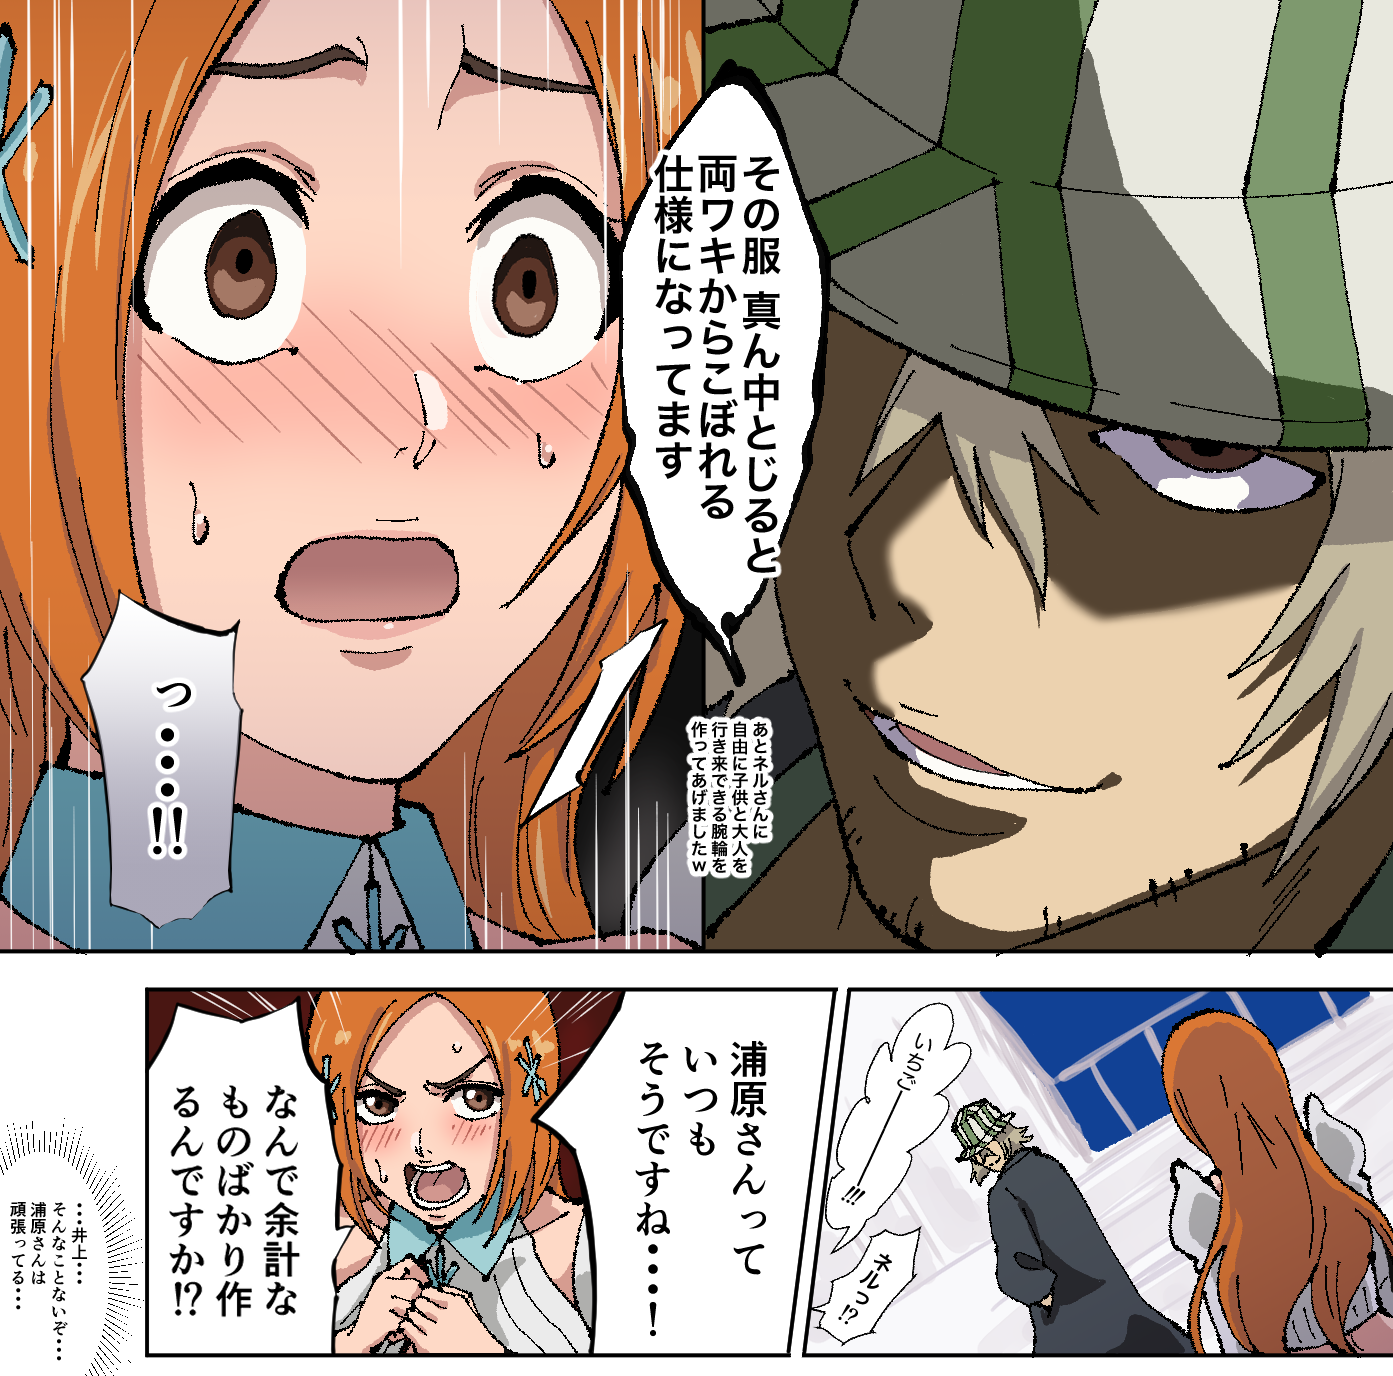 その服 真ん中とじると
両ワキからこぼれる
仕様になってます
あとネルさんに
自由に子供と大人を
行き来できる腕輪を
作ってあげましたw
っ・・・・!!
いちご——!!!
ネルっ!?
浦原さんって
いつも
そうですね・・・・!
なんで余計な
ものばかり作
るんですか!?
・・・井上・・・
そんなことないぞ・・・
浦原さんは
頑張ってる・・・